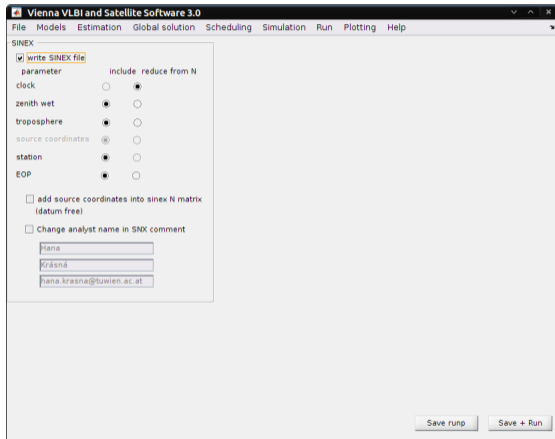 Vienna VLBI and Satellite Software 3.0
File Models Estimation Global solution Scheduling Simulation Run Plotting Help
SINEX
write SINEX file
parameter include reduce from N
clock
zenith wet
troposphere
source coordinates
station
EOP
add source coordinates into sinex N matrix
(datum free)
Change analyst name in SNX comment
Hana
Krásná
hana.krasna@tuwien.ac.at
Save runp Save + Run